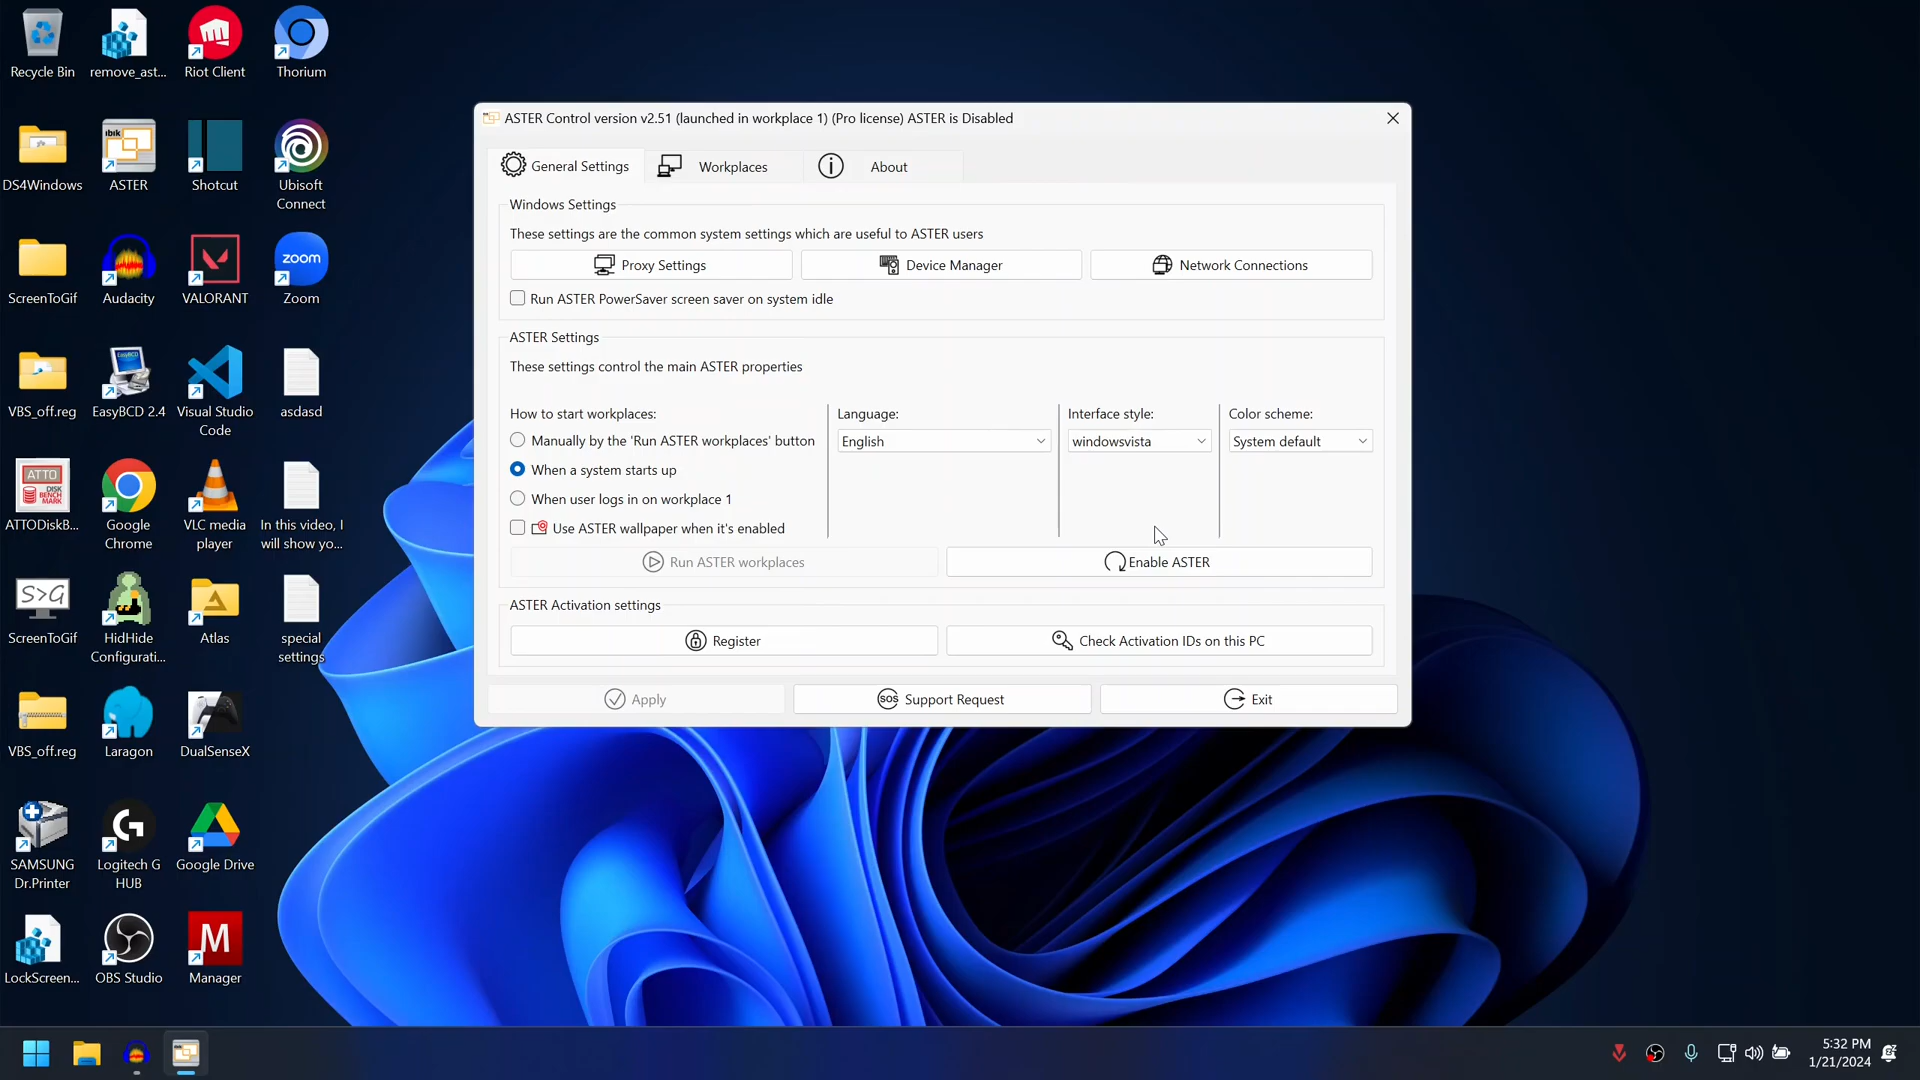 Recycle Bin
remove_ast...
Riot Client
Thorium
DS4Windows
ibik
ASTER
Shotcut
Ubisoft
Connect
ScreenToGif
Audacity
VALORANT
zoom
Zoom
VBS_off.reg
EasyBCD
EasyBCD 2.4
Visual Studio
Code
asdasd
ATTO
DISK
BENCH
MARK
ATTODiskB...
Google
Chrome
VLC media
player
In this video, I
will show yo...
S>G
ScreenToGif
HidHide
Configurati...
Atlas
special
settings
VBS_off.reg
Laragon
DualSenseX
SAMSUNG
Dr.Printer
Logitech G
HUB
Google Drive
LockScreen...
OBS Studio
M
Manager
ASTER Control version v2.51 (launched in workplace 1) (Pro license) ASTER is Disabled
General Settings
Workplaces
About
Windows Settings
These settings are the common system settings which are useful to ASTER users
Proxy Settings
Device Manager
Network Connections
Run ASTER PowerSaver screen saver on system idle
ASTER Settings
These settings control the main ASTER properties
How to start workplaces:
Manually by the 'Run ASTER workplaces' button
When a system starts up
When user logs in on workplace 1
Use ASTER wallpaper when it's enabled
Language:
English
Interface style:
windowsvista
Color scheme:
System default
Run ASTER workplaces
Enable ASTER
ASTER Activation settings
Register
Check Activation IDs on this PC
Apply
SOS
Support Request
Exit
5:32 PM
1/21/2024